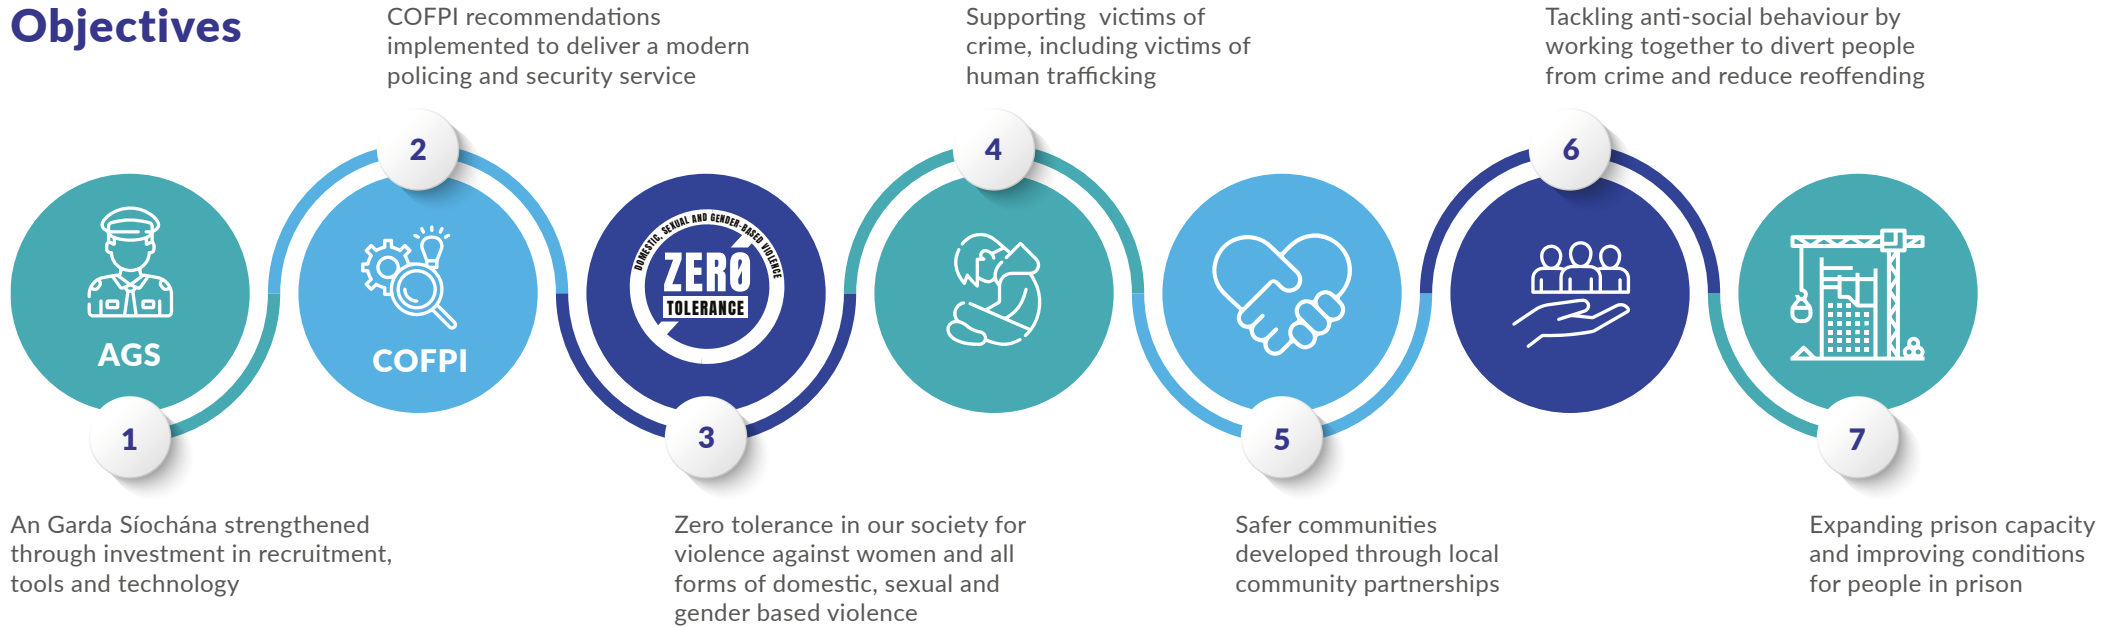 Objectives
AGS
1
An Garda Síochána strengthened
through investment in recruitment,
tools and technology
COFPI recommendations
implemented to deliver a modern
policing and security service
2
COFPI
DOMESTIC, SEXUAL AND GENDER-BASED VIOLENCE
ZERO
TOLERANCE
3
Zero tolerance in our society for
violence against women and all
forms of domestic, sexual and
gender based violence
Supporting victims of
crime, including victims of
human trafficking
4
5
Safer communities
developed through local
community partnerships
Tackling anti-social behaviour by
working together to divert people
from crime and reduce reoffending
6
7
Expanding prison capacity
and improving conditions
for people in prison